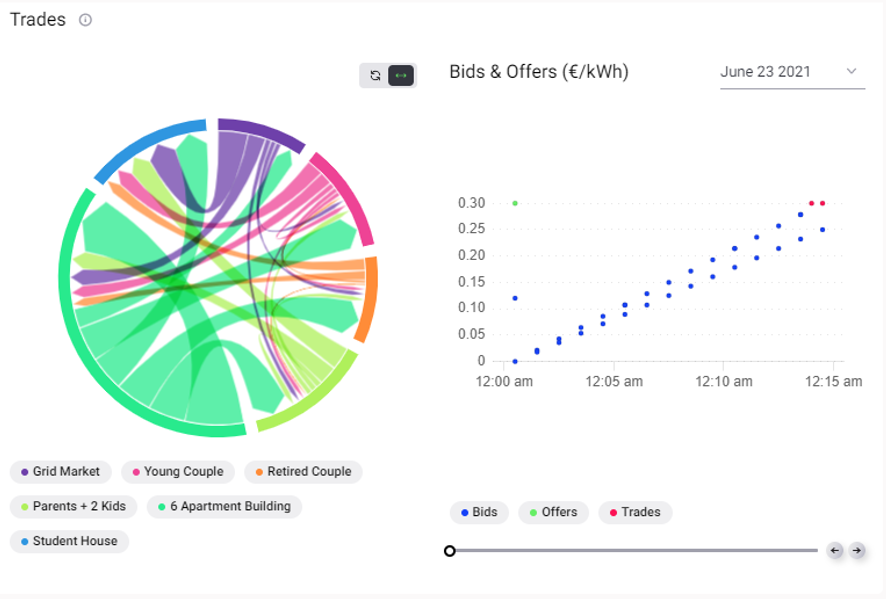 Trades
Bids & Offers (€/kWh)
June 23 2021
0.30
0.25
0.20
0.15
0.10
0.05
0
12:00 am 12:05 am 12:10 am 12:15 am
Grid Market Young Couple Retired Couple
Parents + 2 Kids 6 Apartment Building
Student House
Bids Offers Trades